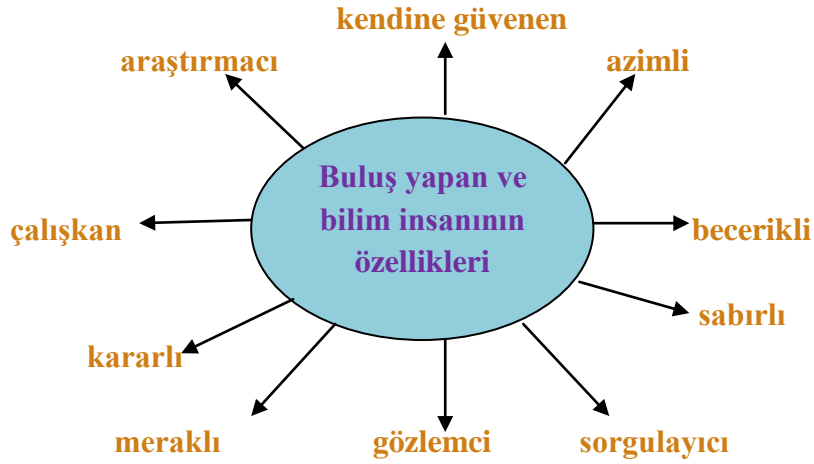 kendine güvenen
araştırmacı
azimli
Buluş yapan ve
bilim insanının
özellikleri
çalışkan
becerikli
sabırlı
kararlı
meraklı
gözlemci
sorgulayıcı